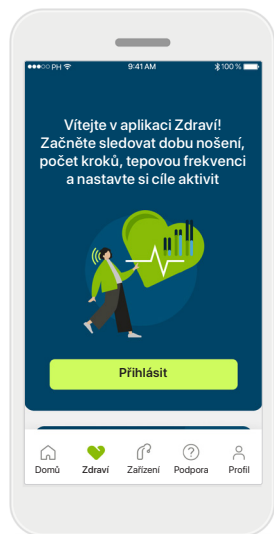 ●●●○○ PH 9:41 AM 100 %
Vítejte v aplikaci Zdraví!
Začněte sledovat dobu nošení,
počet kroků, tepovou frekvenci
a nastavte si cíle aktivit
Přihlásit
Domů Zdraví Zařízení Podpora Profil